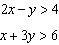 2x − y > 4
x + 3y > 6